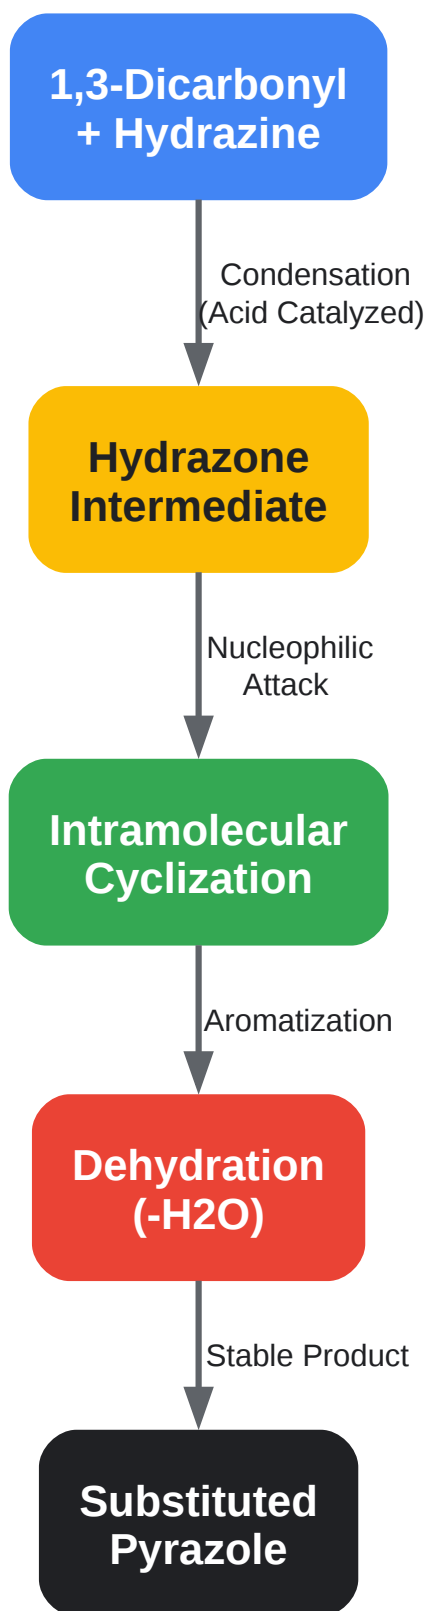 1,3-Dicarbonyl
+ Hydrazine
Condensation
(Acid Catalyzed)
Hydrazone
Intermediate
Nucleophilic
Attack
Intramolecular
Cyclization
Aromatization
Dehydration
(-H2O)
Stable Product
Substituted
Pyrazole